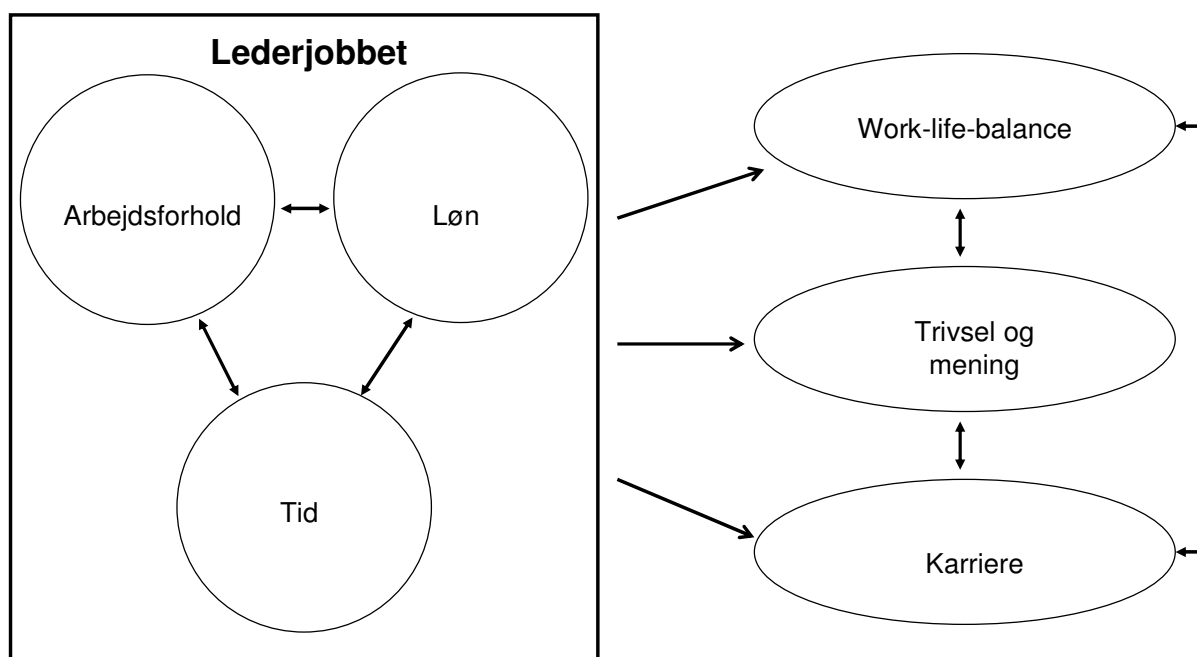 Lederjobbet
Arbejdsforhold
Løn
Tid
Work-life-balance
Trivsel og
mening
Karriere